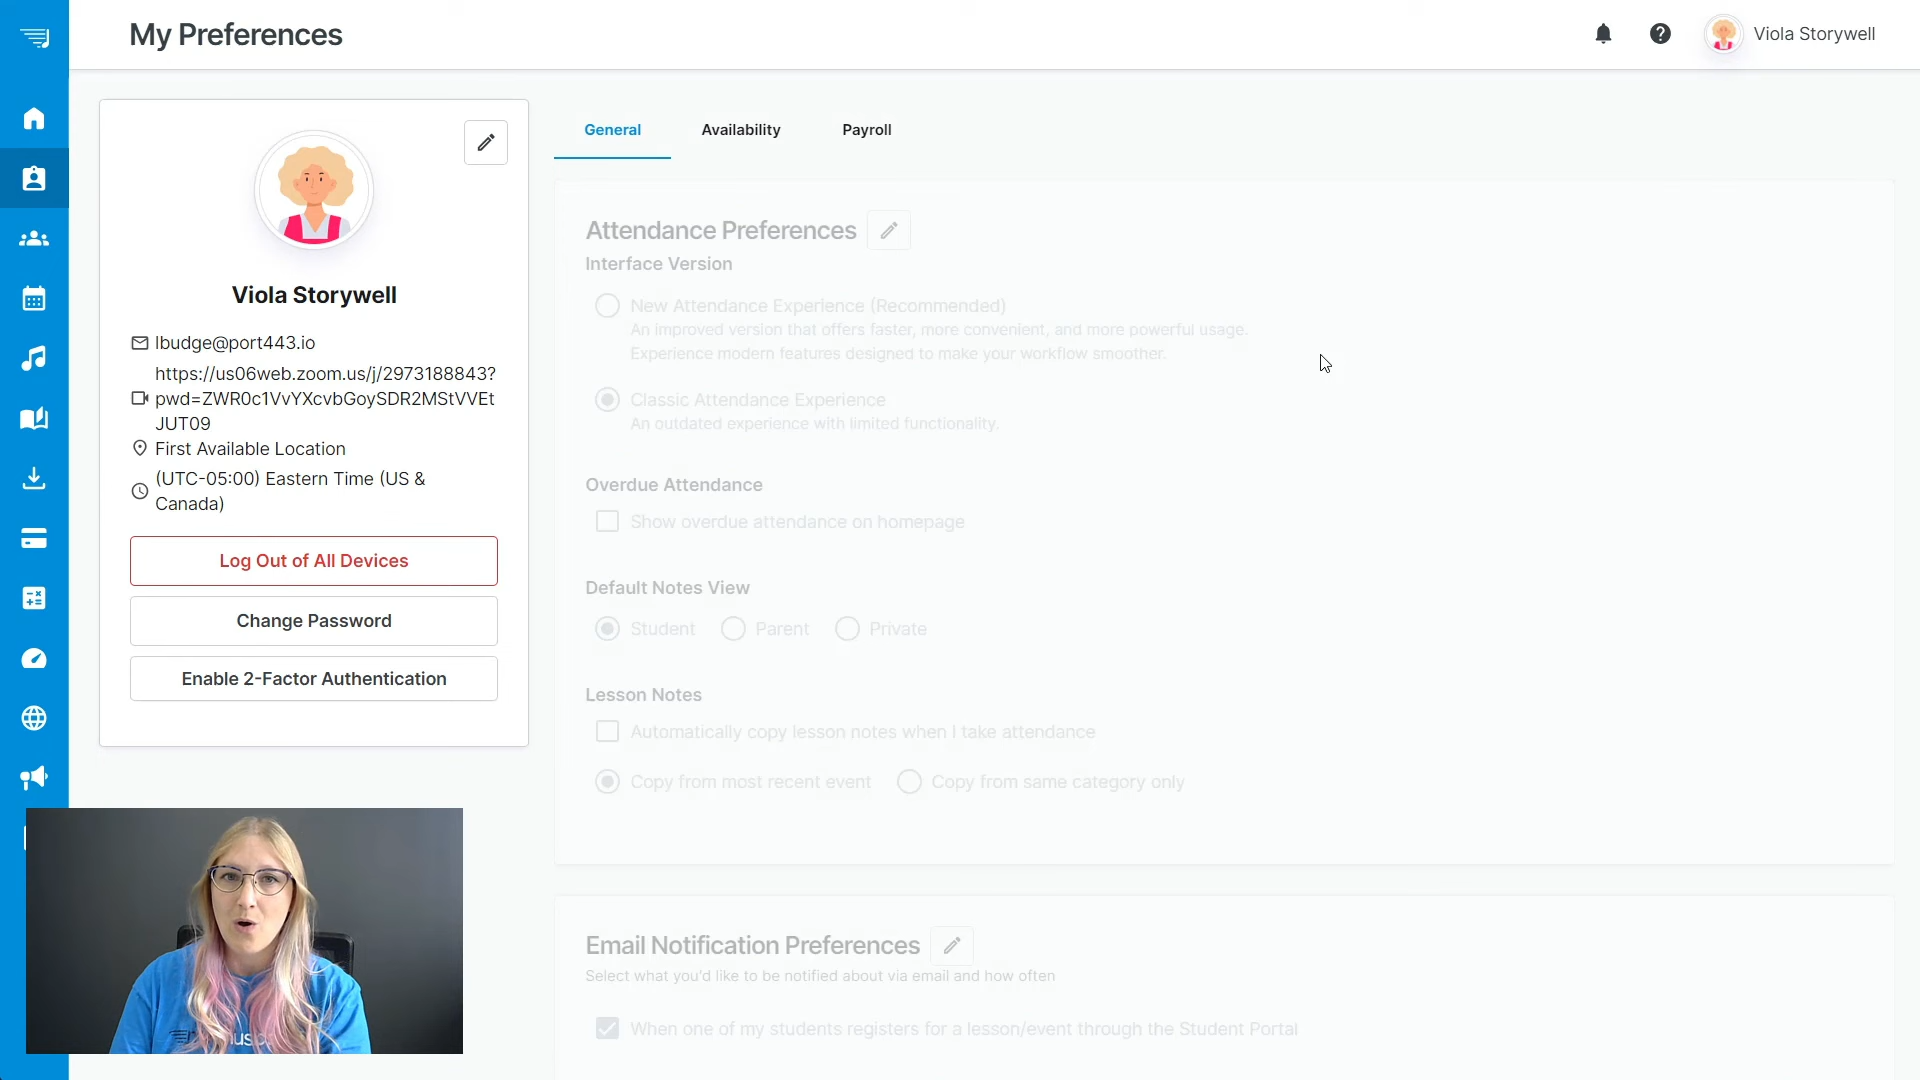 My Preferences
Viola Storywell
Viola Storywell
lbudge@port443.io
https://us06web.zoom.us/j/2973188843?
pwd=ZWR0c1VvYXcvbGoySDR2MStVVEt
JUT09
First Available Location
(UTC-05:00) Eastern Time (US &
Canada)
Log Out of All Devices
Change Password
Enable 2-Factor Authentication
General
Availability
Payroll
Attendance Preferences
Interface Version
New Attendance Experience (Recommended)
An improved version that offers faster, more convenient, and more powerful usage.
Experience modern features designed to make your workflow smoother.
Classic Attendance Experience
An outdated experience with limited functionality.
Overdue Attendance
Show overdue attendance on homepage
Default Notes View
Student
Parent
Private
Lesson Notes
Automatically copy lesson notes when I take attendance
Copy from most recent event
Copy from same category only
Email Notification Preferences
Select what you'd like to be notified about via email and how often
When one of my students registers for a lesson/event through the Student Portal